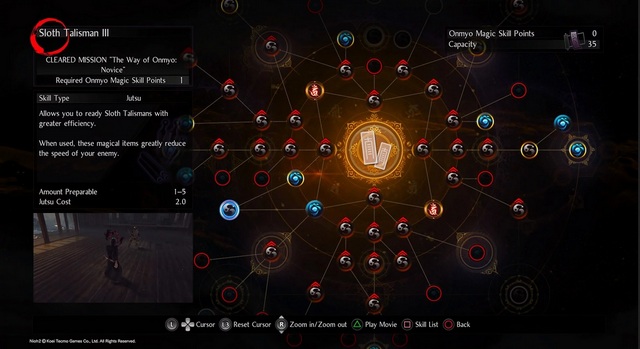 Sloth Talisman III
CLEARED MISSION "The Way of Onmyo:
Novice"
Required Onmyo Magic Skill Points 1
Skill Type Jutsu
Allows you to ready Sloth Talismans with
greater efficiency.
When used, these magical items greatly reduce
the speed of your enemy.
Amount Preparable 1~5
Jutsu Cost 2.0
Onmyo Magic Skill Points 0
Capacity 35
L Cursor L3 Reset Cursor R Zoom in/Zoom out Play Movie Skill List Back
Nioh2 © Koei Tecmo Games Co., Ltd. All Rights Reserved.